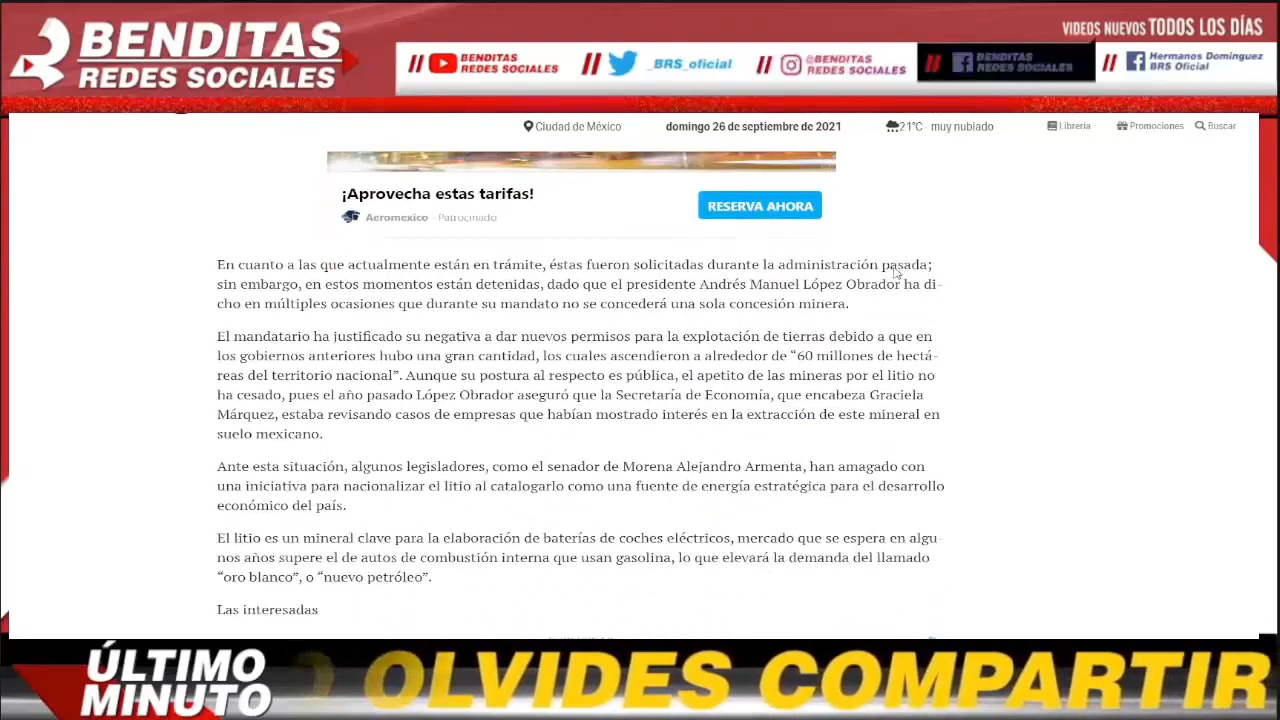 BENDITAS
REDES SOCIALES
VIDEOS NUEVOS TODOS LOS DÍAS
// BENDITAS REDES SOCIALES
// _BRS_oficial
// @BENDITAS REDES SOCIALES
// BENDITAS REDES SOCIALES
// Hermanos Dominguez BRS Oficial
Ciudad de México domingo 26 de septiembre de 2021 21°C - muy nublado Librería Promociones Buscar
¡Aprovecha estas tarifas!
Aeromexico - Patrocinado
RESERVA AHORA
En cuanto a las que actualmente están en trámite, éstas fueron solicitadas durante la administración pasada;
sin embargo, en estos momentos están detenidas, dado que el presidente Andrés Manuel López Obrador ha di-
cho en múltiples ocasiones que durante su mandato no se concederá una sola concesión minera.
El mandatario ha justificado su negativa a dar nuevos permisos para la explotación de tierras debido a que en
los gobiernos anteriores hubo una gran cantidad, los cuales ascendieron a alrededor de “60 millones de hectá-
reas del territorio nacional”. Aunque su postura al respecto es pública, el apetito de las mineras por el litio no
ha cesado, pues el año pasado López Obrador aseguró que la Secretaría de Economía, que encabeza Graciela
Márquez, estaba revisando casos de empresas que habían mostrado interés en la extracción de este mineral en
suelo mexicano.
Ante esta situación, algunos legisladores, como el senador de Morena Alejandro Armenta, han amagado con
una iniciativa para nacionalizar el litio al catalogarlo como una fuente de energía estratégica para el desarrollo
económico del país.
El litio es un mineral clave para la elaboración de baterías de coches eléctricos, mercado que se espera en algu-
nos años supere el de autos de combustión interna que usan gasolina, lo que elevará la demanda del llamado
“oro blanco”, o “nuevo petróleo”.
Las interesadas
ÚLTIMO
MINUTO
OLVIDES COMPARTIR